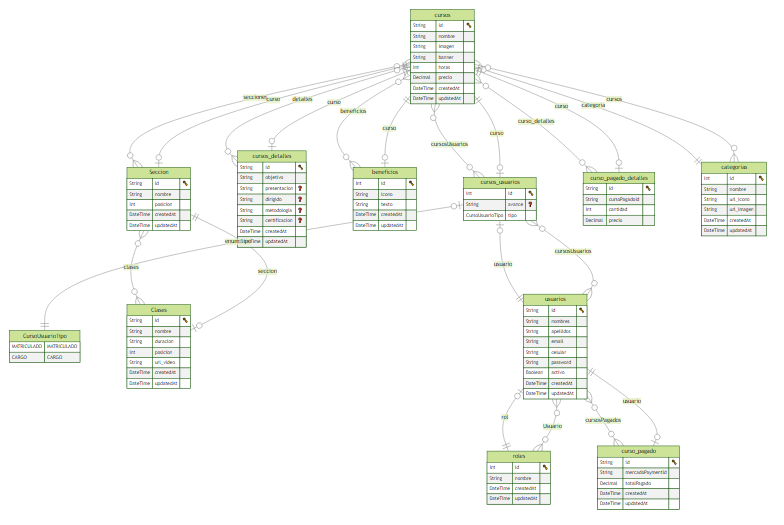 cursos
String id
String nombre
String imagen
String banner
Int horas
Decimal precio
DateTime createdAt
DateTime updatedAt
secciones
curso
detalles
curso
beneficios
curso
cursosUsuarios
curso
curso_detalles
curso
categoria
cursos
Seccion
String id
String nombre
Int posicion
DateTime createdAt
DateTime updatedAt
cursos_detalles
String id
String objetivo
String presentacion ?
String dirigido ?
String metodologia ?
String certificacion ?
DateTime createdAt
DateTime updatedAt
beneficios
Int id
String icono
String texto
DateTime createdAt
DateTime updatedAt
cursos_usuarios
Int id
String avance ?
CursoUsuarioTipo tipo
curso_pagado_detalles
String id
String cursoPagadoId
Int cantidad
Decimal precio
categorias
Int id
String nombre
String url_icono
String url_imagen
DateTime createdAt
DateTime updatedAt
enum:tipo
clases
seccion
usuario
cursosUsuarios
CursoUsuarioTipo
MATRICULADO MATRICULADO
CARGO CARGO
Clases
String id
String nombre
String duracion
Int posicion
String url_video
DateTime createdAt
DateTime updatedAt
usuarios
String id
String nombres
String apellidos
String email
String celular
String password
Boolean activo
DateTime createdAt
DateTime updatedAt
rol
Usuario
cursosPagados
usuario
roles
Int id
String nombre
DateTime createdAt
DateTime updatedAt
curso_pagado
String id
String mercadoPaymentId
Decimal totalPagado
DateTime createdAt
DateTime updatedAt